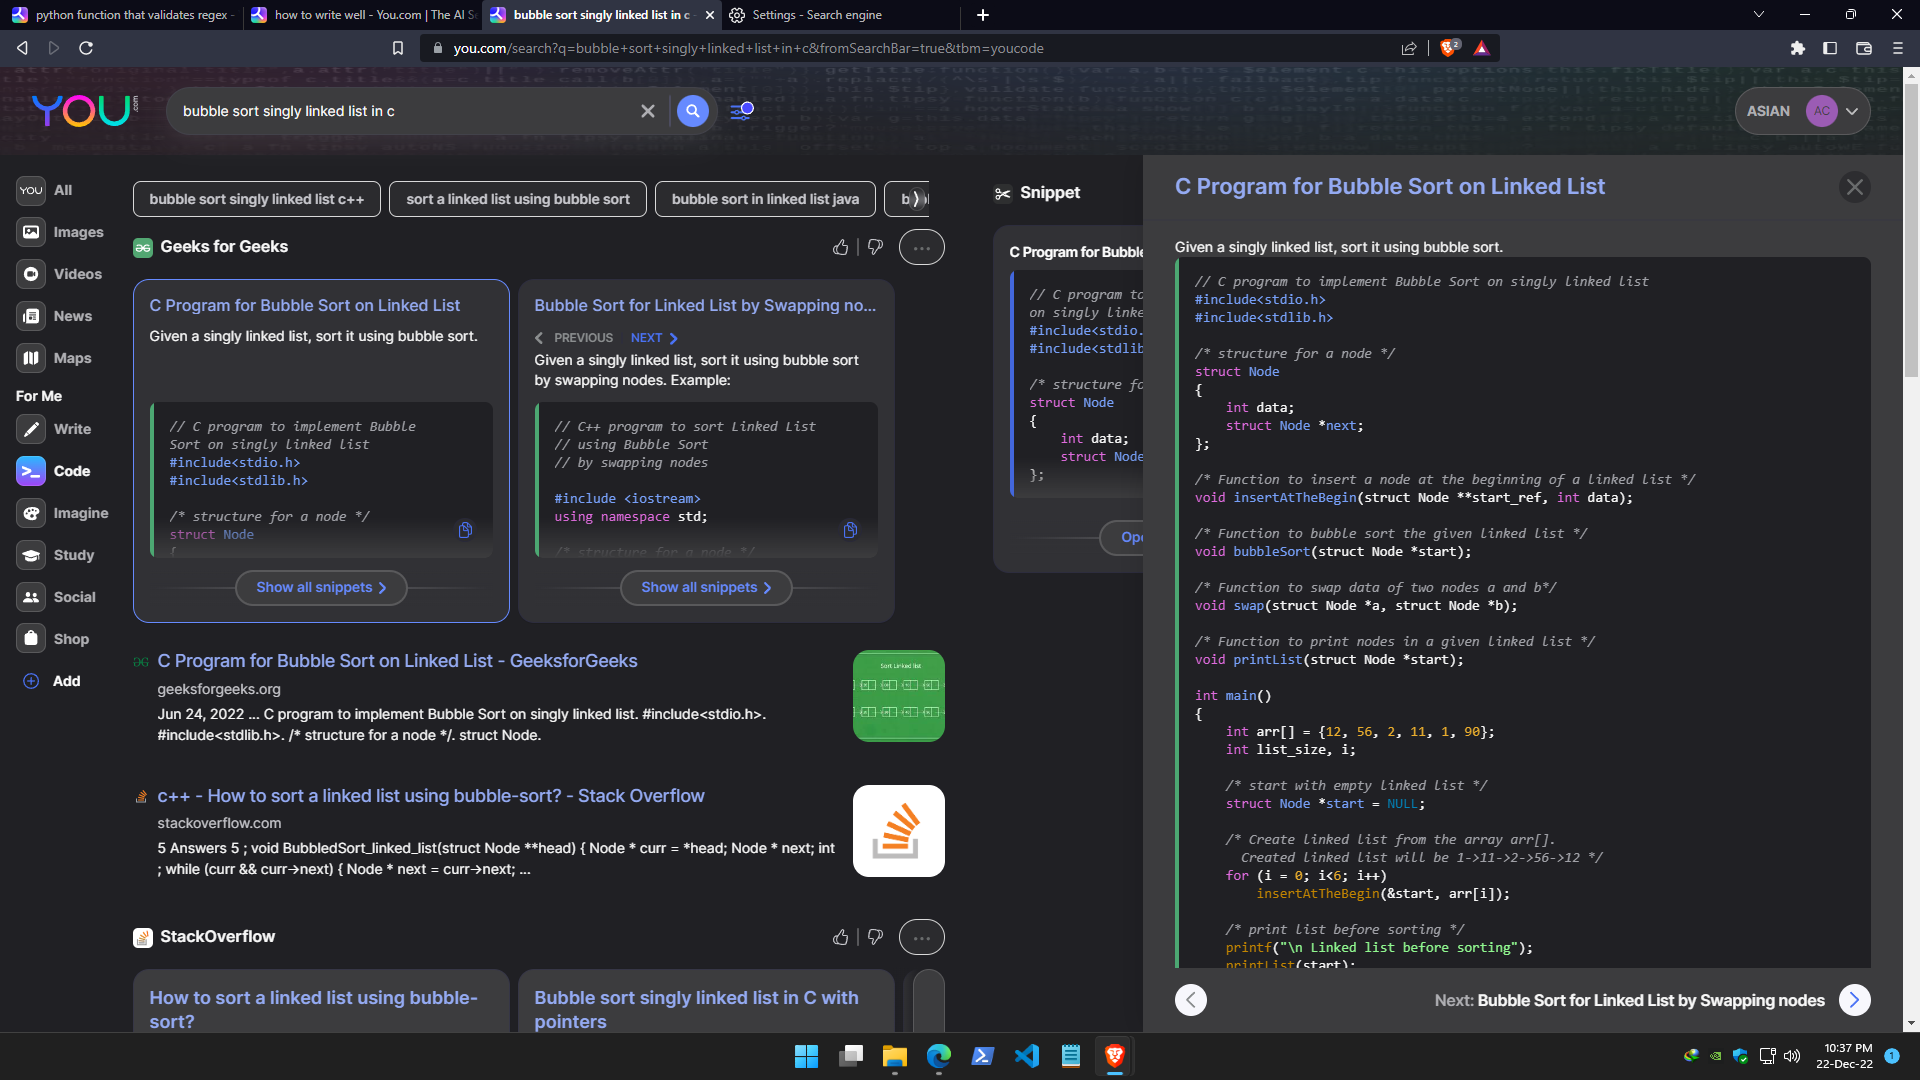 python function that validates regex -
how to write well - You.com | The AI S
bubble sort singly linked list in c -
Settings - Search engine
you.com/search?q=bubble+sort+singly+linked+list+in+c&fromSearchBar=true&tbm=youcode
2
YOU.com
bubble sort singly linked list in c
ASIAN
AC
YOU All
Images
Videos
News
Maps
For Me
Write
Code
Imagine
Study
Social
Shop
Add
bubble sort singly linked list c++
sort a linked list using bubble sort
bubble sort in linked list java
Geeks for Geeks
C Program for Bubble Sort on Linked List
Given a singly linked list, sort it using bubble sort.
// C program to implement Bubble
Sort on singly linked list
#include<stdio.h>
#include<stdlib.h>
/* structure for a node */
struct Node
{
Show all snippets
Bubble Sort for Linked List by Swapping no...
PREVIOUS NEXT
Given a singly linked list, sort it using bubble sort
by swapping nodes. Example:
// C++ program to sort Linked List
// using Bubble Sort
// by swapping nodes
#include <iostream>
using namespace std;
/* structure for a node */
Show all snippets
C Program for Bubble Sort on Linked List - GeeksforGeeks
geeksforgeeks.org
Jun 24, 2022 ... C program to implement Bubble Sort on singly linked list. #include<stdio.h>.
#include<stdlib.h>. /* structure for a node */. struct Node.
Sort Linked list
c++ - How to sort a linked list using bubble-sort? - Stack Overflow
stackoverflow.com
5 Answers 5 ; void BubbledSort_linked_list(struct Node **head) { Node * curr = *head; Node * next; int
; while (curr && curr->next) { Node * next = curr->next; ...
StackOverflow
How to sort a linked list using bubble-
sort?
Bubble sort singly linked list in C with
pointers
Snippet
C Program for Bubble
// C program to
on singly linke
#include<stdio.
#include<stdlib
/* structure fo
struct Node
{
int data;
struct Node
};
Ope
C Program for Bubble Sort on Linked List
Given a singly linked list, sort it using bubble sort.
// C program to implement Bubble Sort on singly linked list
#include<stdio.h>
#include<stdlib.h>
/* structure for a node */
struct Node
{
int data;
struct Node *next;
};
/* Function to insert a node at the beginning of a linked list */
void insertAtTheBegin(struct Node **start_ref, int data);
/* Function to bubble sort the given linked list */
void bubbleSort(struct Node *start);
/* Function to swap data of two nodes a and b*/
void swap(struct Node *a, struct Node *b);
/* Function to print nodes in a given linked list */
void printList(struct Node *start);
int main()
{
int arr[] = {12, 56, 2, 11, 1, 90};
int list_size, i;
/* start with empty linked list */
struct Node *start = NULL;
/* Create linked list from the array arr[].
Created linked list will be 1->11->2->56->12 */
for (i = 0; i<6; i++)
insertAtTheBegin(&start, arr[i]);
/* print list before sorting */
printf("\n Linked list before sorting");
printList(start);
Next: Bubble Sort for Linked List by Swapping nodes
10:37 PM
22-Dec-22
1